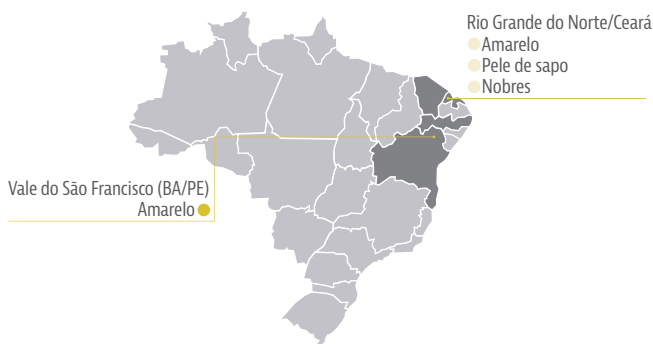 Rio Grande do Norte/Ceará
Amarelo
Pele de sapo
Nobres
Vale do São Francisco (BA/PE)
Amarelo